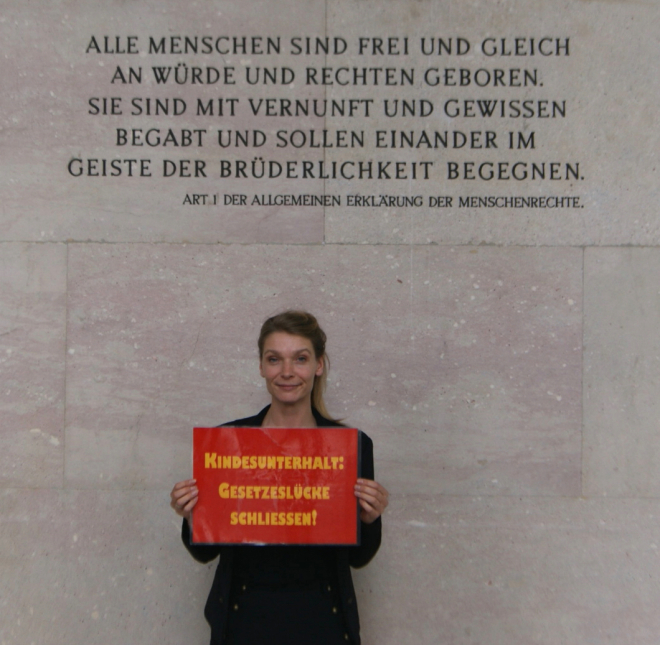 ALLE MENSCHEN SIND FREI UND GLEICH
AN WÜRDE UND RECHTEN GEBOREN.
SIE SIND MIT VERNUNFT UND GEWISSEN
BEGABT UND SOLLEN EINANDER IM
GEISTE DER BRÜDERLICHKEIT BEGEGNEN.
ART 1 DER ALLGEMEINEN ERKLÄRUNG DER MENSCHENRECHTE.
KINDESUNTERHALT:
GESETZESLÜCKE
SCHLIESSEN!